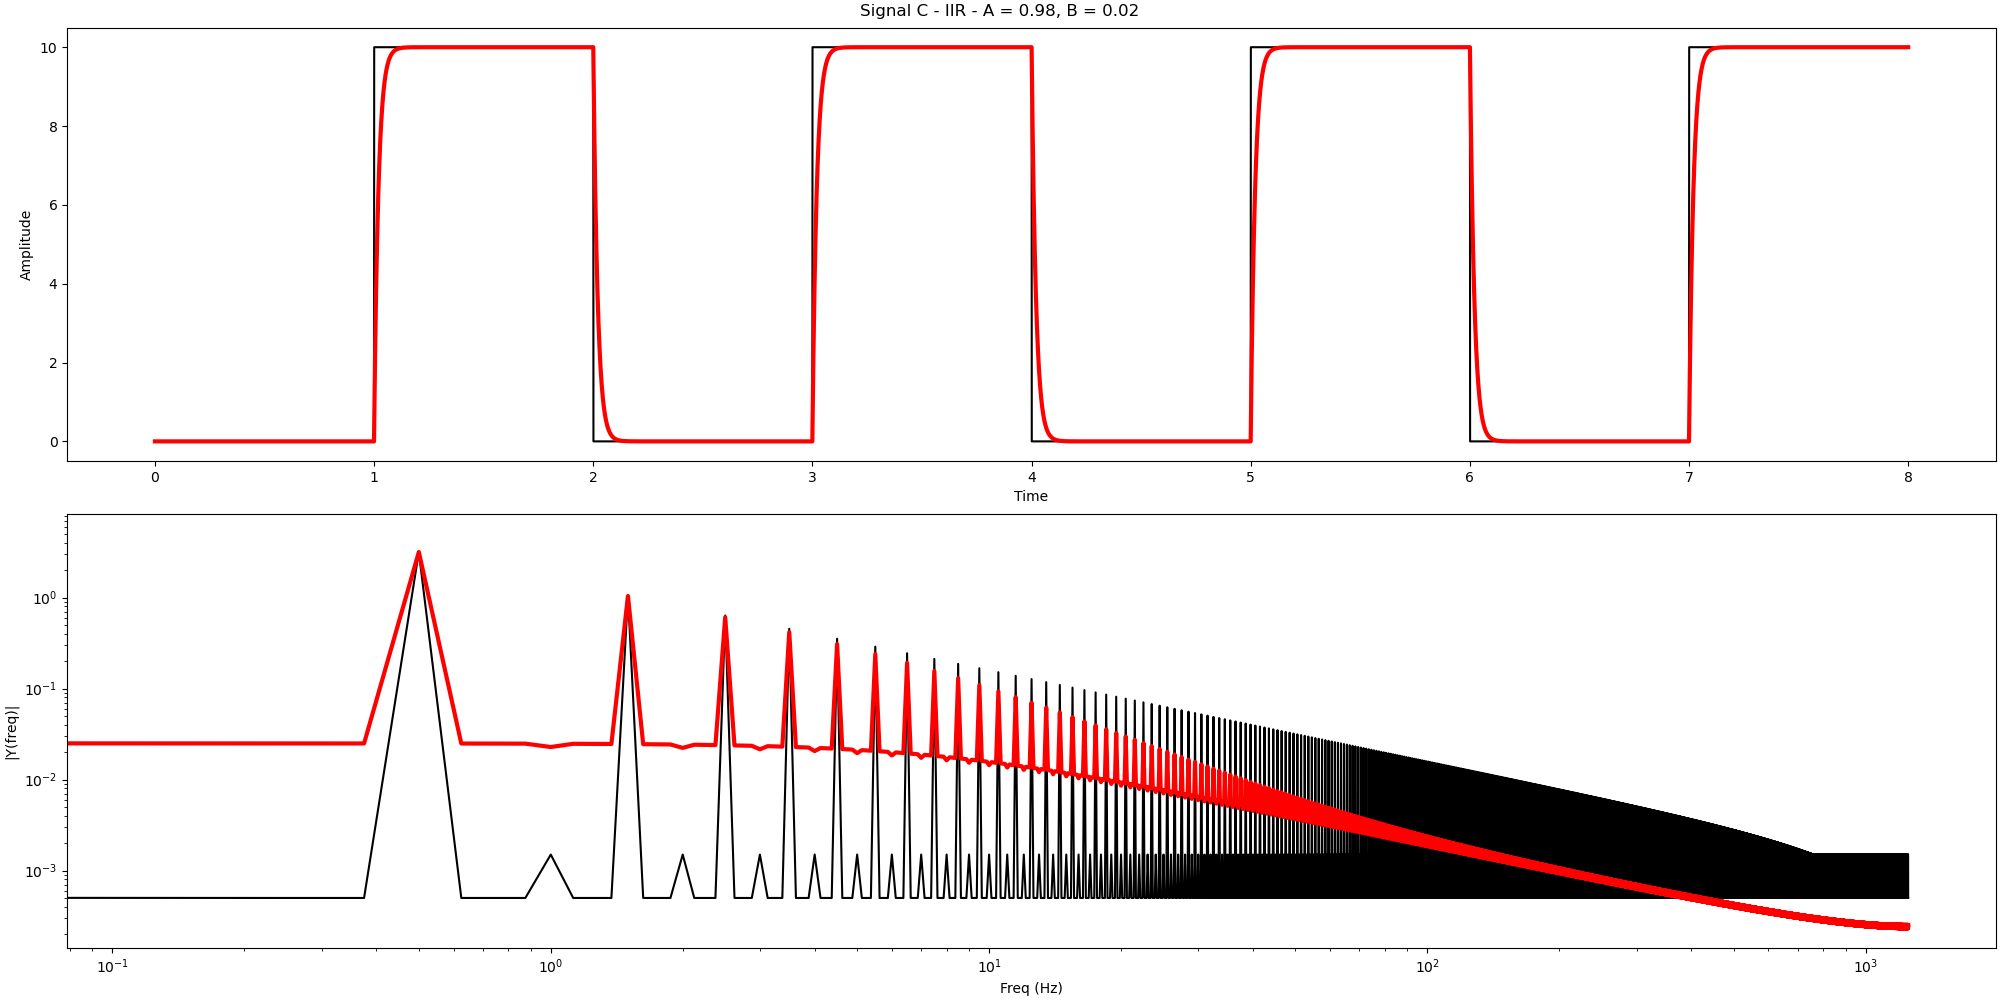 Signal C - IIR - A = 0.98, B = 0.02
10
8
6
4
2
0
Amplitude
0 1 2 3 4 5 6 7 8
Time
10⁰
10⁻¹
10⁻²
10⁻³
|Y(freq)|
10⁻¹ 10⁰ 10¹ 10² 10³
Freq (Hz)